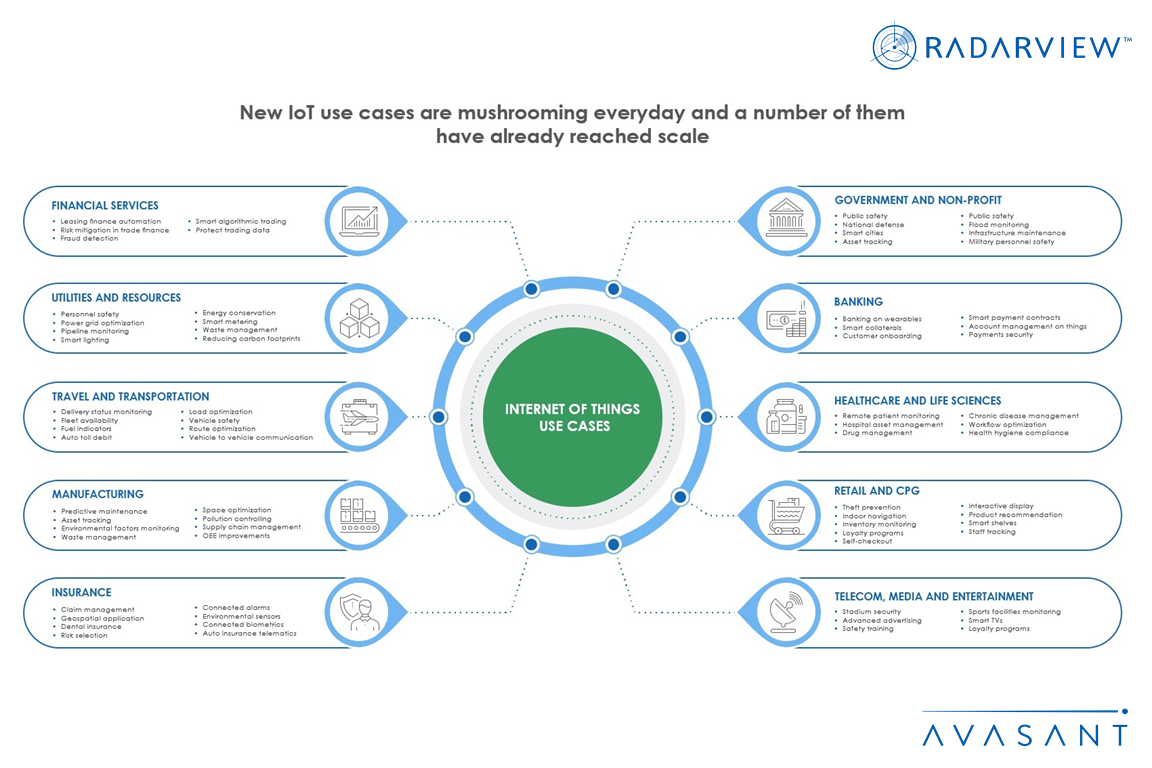 RADARVIEW™
New IoT use cases are mushrooming everyday and a number of them
have already reached scale
FINANCIAL SERVICES
• Leasing finance automation
• Risk mitigation in trade finance
• Fraud detection
• Smart algorithmic trading
• Protect trading data
UTILITIES AND RESOURCES
• Personnel safety
• Power grid optimization
• Pipeline monitoring
• Smart lighting
• Energy conservation
• Smart metering
• Waste management
• Reducing carbon footprints
TRAVEL AND TRANSPORTATION
• Delivery status monitoring
• Fleet availability
• Fuel indicators
• Auto toll debit
• Load optimization
• Vehicle safety
• Route optimization
• Vehicle to vehicle communication
MANUFACTURING
• Predictive maintenance
• Asset tracking
• Environmental factors monitoring
• Waste management
• Space optimization
• Pollution controlling
• Supply chain management
• OEE improvements
INSURANCE
• Claim management
• Geospatial application
• Dental insurance
• Risk selection
• Connected alarms
• Environmental sensors
• Connected biometrics
• Auto insurance telematics
INTERNET OF THINGS
USE CASES
GOVERNMENT AND NON-PROFIT
• Public safety
• National defense
• Smart cities
• Asset tracking
• Public safety
• Flood monitoring
• Infrastructure maintenance
• Military personnel safety
BANKING
• Banking on wearables
• Smart collaterals
• Customer onboarding
• Smart payment contracts
• Account management on things
• Payments security
HEALTHCARE AND LIFE SCIENCES
• Remote patient monitoring
• Hospital asset management
• Drug management
• Chronic disease management
• Workflow optimization
• Health hygiene compliance
RETAIL AND CPG
• Theft prevention
• Indoor navigation
• Inventory monitoring
• Loyalty programs
• Self-checkout
• Interactive display
• Product recommendation
• Smart shelves
• Staff tracking
TELECOM, MEDIA AND ENTERTAINMENT
• Stadium security
• Advanced advertising
• Safety training
• Sports facilities monitoring
• Smart TVs
• Loyalty programs
AVASANT